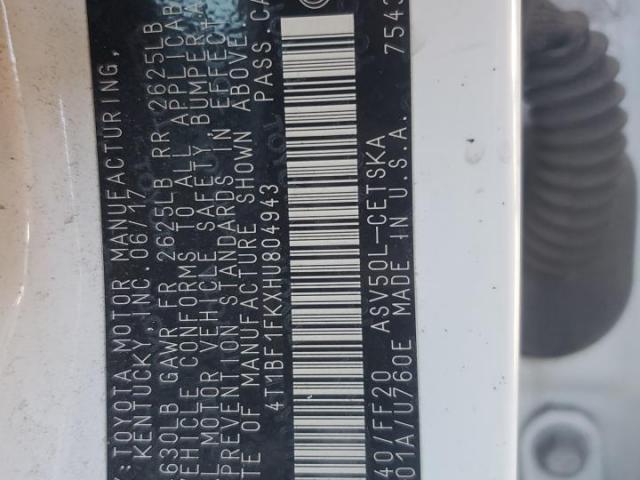 Y:TOYOTA MOTOR MANUFACTURING,
KENTUCKY, INC. 06/17
630LB GAWR FR 2625LB RR 2625LB
VEHICLE CONFORMS TO ALL APPLICAB
L MOTOR VEHICLE SAFETY, BUMPER,
PREVENTION STANDARDS IN EFFECT
TE OF MANUFACTURE SHOWN ABOVE.
4T1BF1FKXHU804943 PASS CA
40/FF20 ASV50L-CETSKA
01A/U760E MADE IN U.S.A. 7543